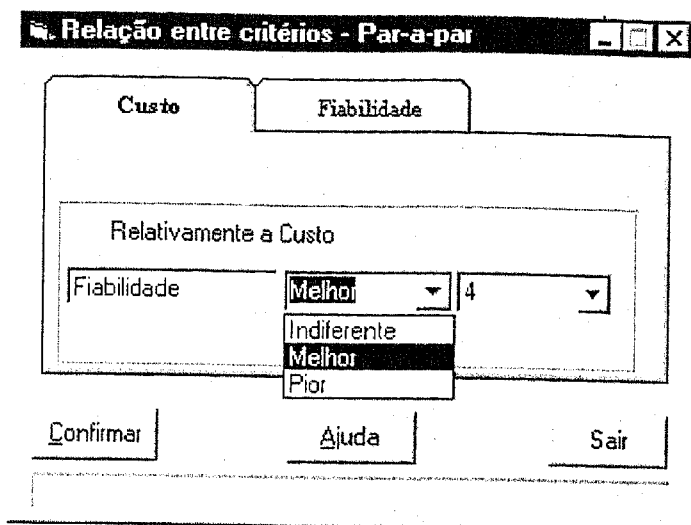 Relação entre critérios - Par-a-par
Custo Fiabilidade
Relativamente a Custo
Fiabilidade Melhor 4
Indiferente
Melhor
Pior
Confirmar Ajuda Sair